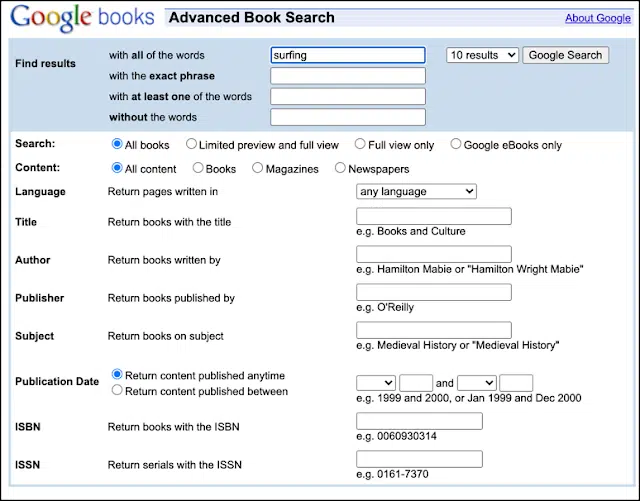 Google books Advanced Book Search About Google
Find results with all of the words surfing 10 results Google Search
with the exact phrase
with at least one of the words
without the words
Search: All books Limited preview and full view Full view only Google eBooks only
Content: All content Books Magazines Newspapers
Language Return pages written in any language
Title Return books with the title
e.g. Books and Culture
Author Return books written by
e.g. Hamilton Mabie or "Hamilton Wright Mabie"
Publisher Return books published by
e.g. O'Reilly
Subject Return books on subject
e.g. Medieval History or "Medieval History"
Publication Date Return content published anytime
Return content published between and
e.g. 1999 and 2000, or Jan 1999 and Dec 2000
ISBN Return books with the ISBN
e.g. 0060930314
ISSN Return serials with the ISSN
e.g. 0161-7370